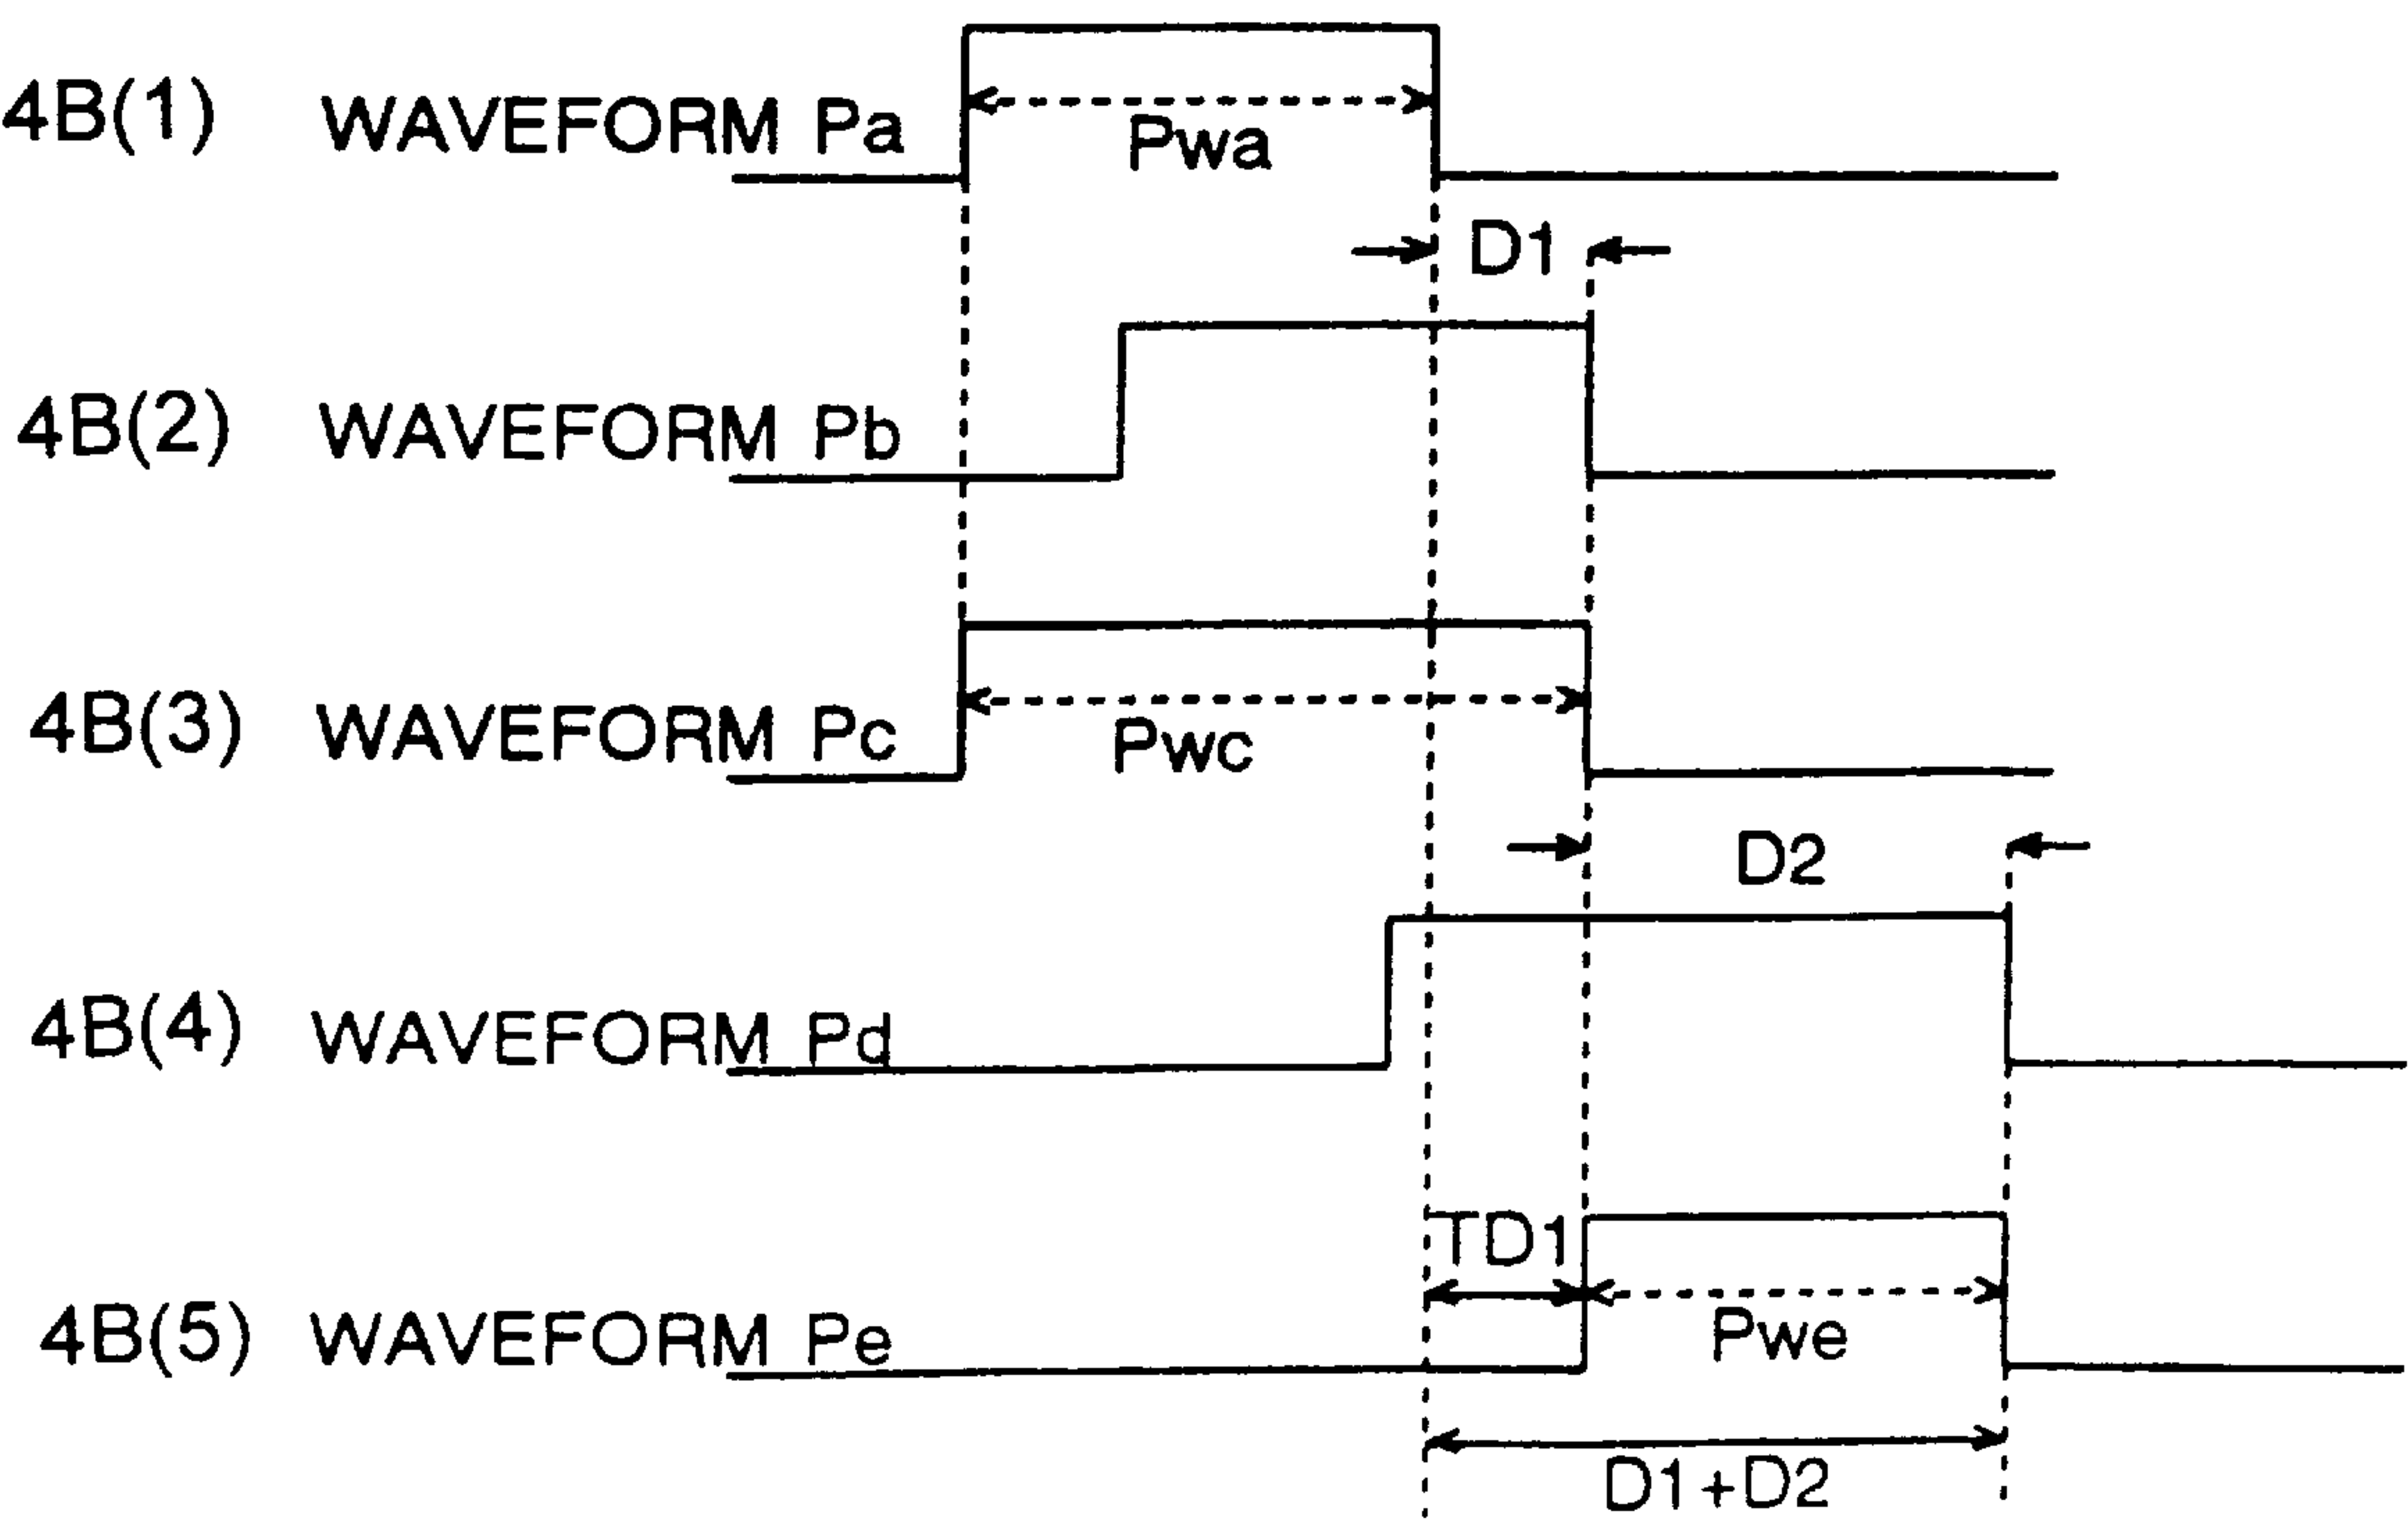 4B(1) WAVEFORM Pa
Pwa
D1
4B(2) WAVEFORM Pb
4B(3) WAVEFORM Pc
Pwc
D2
4B(4) WAVEFORM Pd
TD1
4B(5) WAVEFORM Pe
Pwe
D1+D2